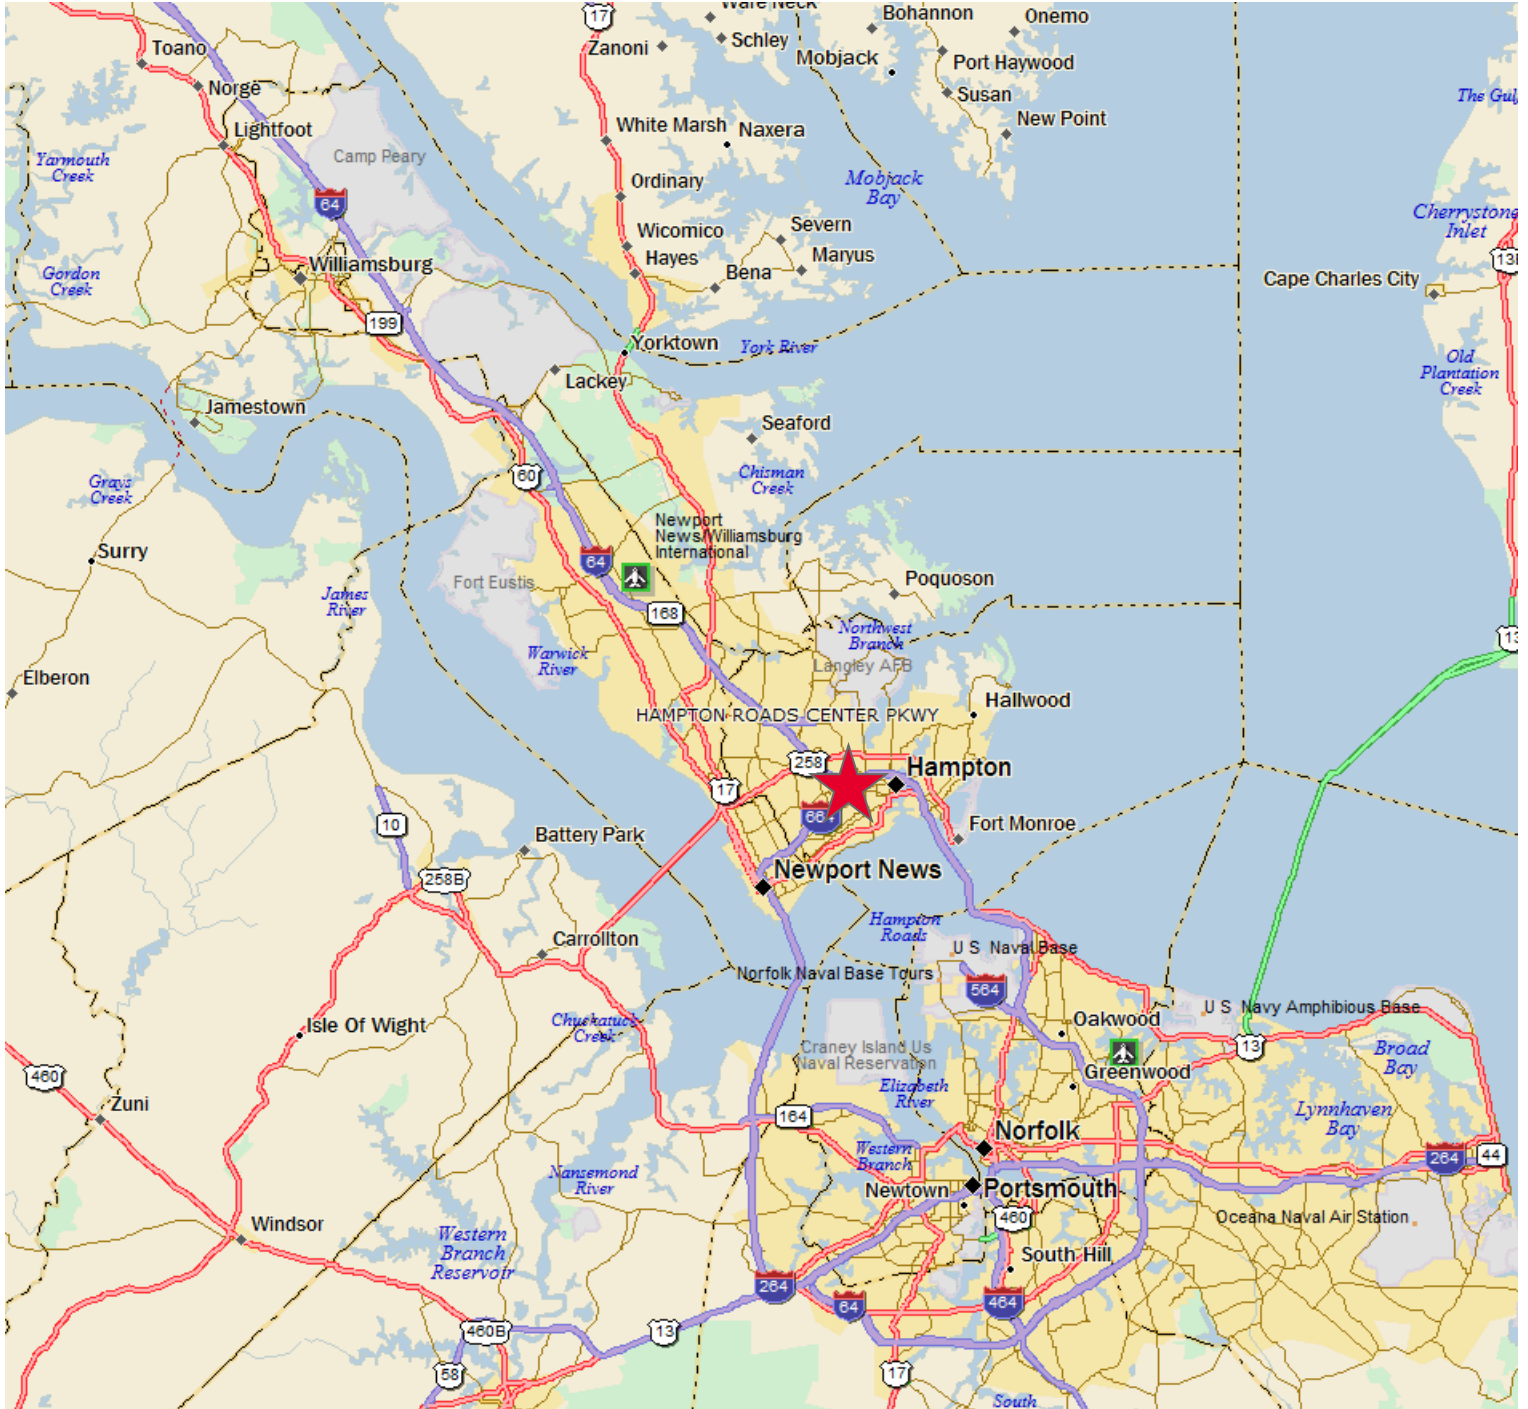 Ware Neck
Bohannon
Onemo
17
Zanoni
Schley
Toano
Mobjack
Port Haywood
Norge
Susan
The Gulf
White Marsh
Naxera
New Point
Lightfoot
Camp Peary
Yarmouth
Creek
Ordinary
Mobjack
Bay
64
Wicomico
Severn
Cherrystone
Inlet
Hayes
Maryus
13B
Williamsburg
Bena
Gordon
Creek
Cape Charles City
199
Yorktown
York River
Old
Plantation
Creek
Lackey
Jamestown
Seaford
60
Chisman
Creek
Grays
Creek
Newport
News/Williamsburg
International
Surry
64
Fort Eustis
Poquoson
James
River
168
Northwest
Branch
13
Warwick
River
Langley AFB
Elberon
Hallwood
HAMPTON ROADS CENTER PKWY
258
Hampton
17
664
10
Battery Park
Fort Monroe
258B
Newport News
Hampton
Roads
Carrollton
U S Naval Base
Norfolk Naval Base Tours
564
U S Navy Amphibious Base
Chuckatuck
Creek
Isle Of Wight
Oakwood
Craney Island Us
Naval Reservation
13
Broad
Bay
460
Greenwood
Elizabeth
River
Zuni
164
Lynnhaven
Bay
Norfolk
Western
Branch
264
44
Nansemond
River
Newtown
Portsmouth
460
Oceana Naval Air Station
Windsor
Western
Branch
Reservoir
South Hill
264
64
464
460B
13
58
17
South